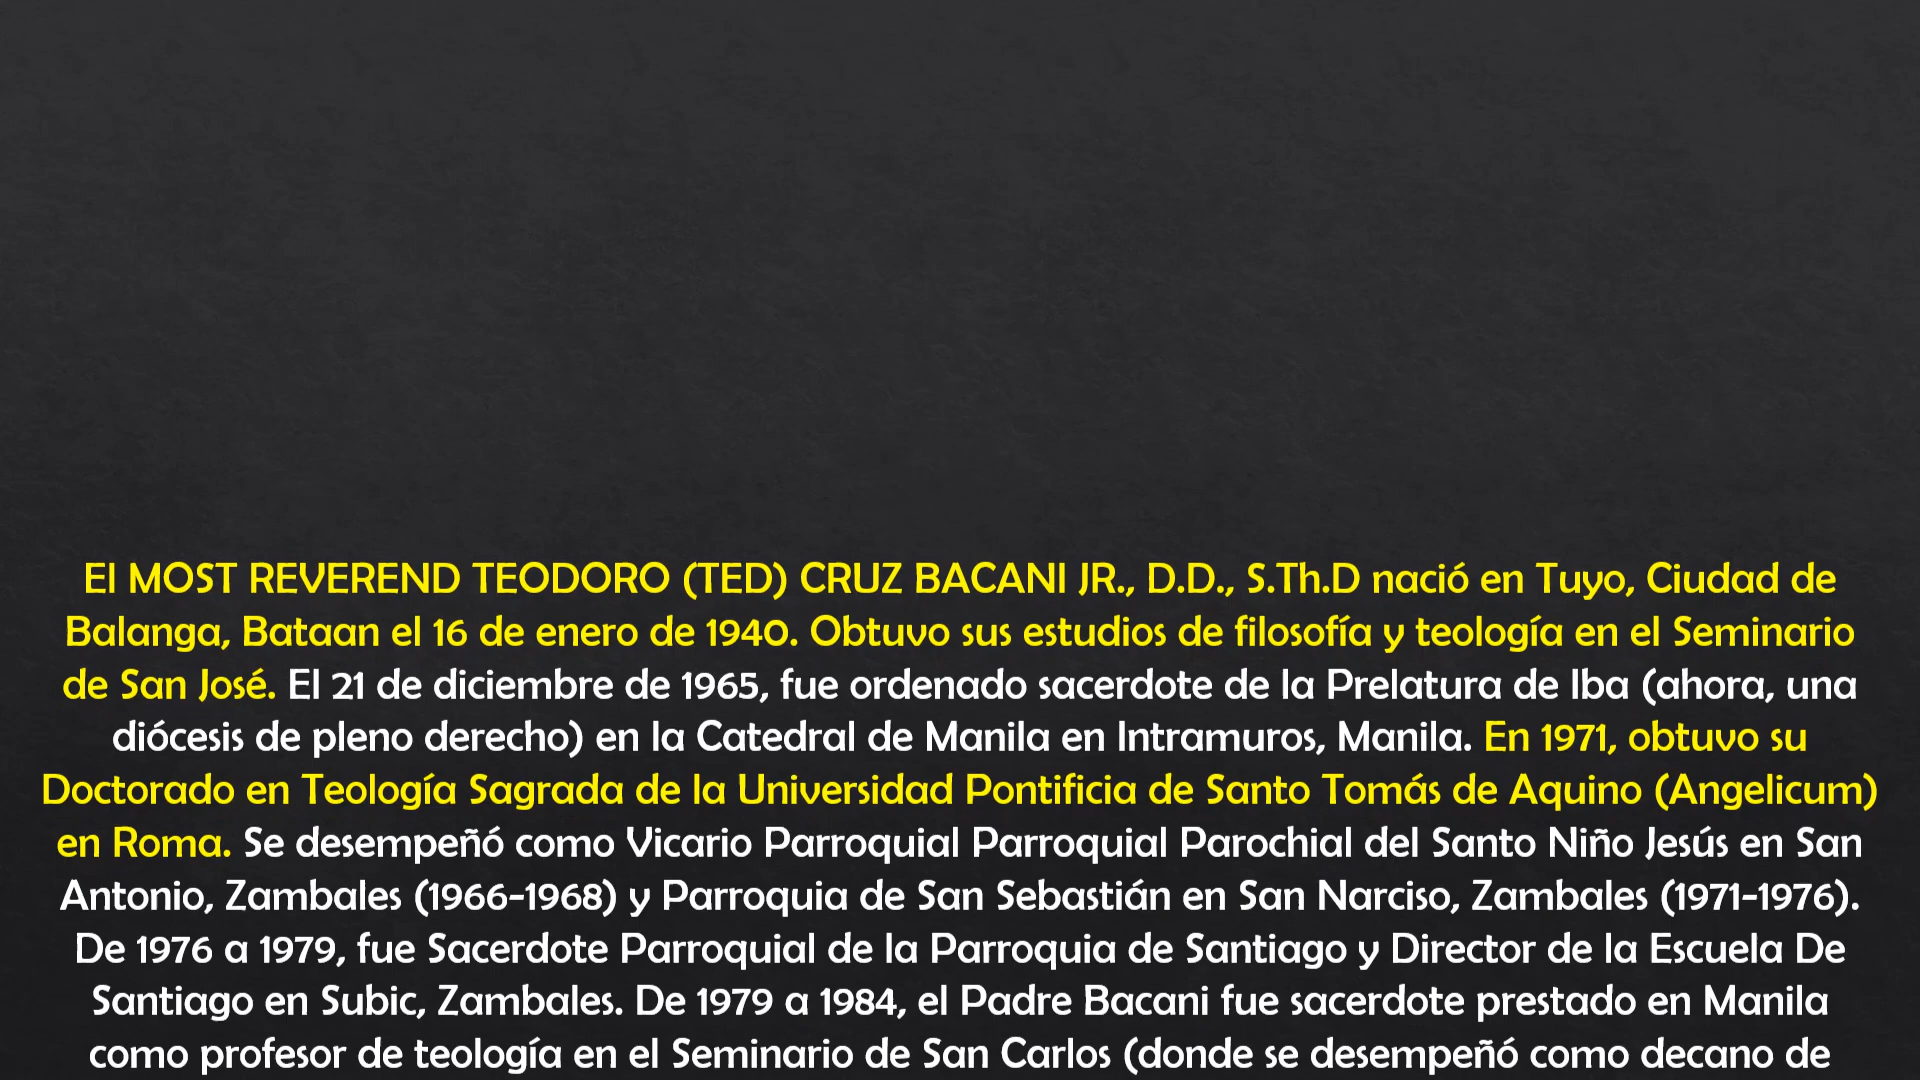 El MOST REVEREND TEODORO (TED) CRUZ BACANI JR., D.D., S.Th.D nació en Tuyo, Ciudad de
Balanga, Bataan el 16 de enero de 1940. Obtuvo sus estudios de filosofía y teología en el Seminario
de San José. El 21 de diciembre de 1965, fue ordenado sacerdote de la Prelatura de Iba (ahora, una
diócesis de pleno derecho) en la Catedral de Manila en Intramuros, Manila. En 1971, obtuvo su
Doctorado en Teología Sagrada de la Universidad Pontificia de Santo Tomás de Aquino (Angelicum)
en Roma. Se desempeñó como Vicario Parroquial Parroquial Parochial del Santo Niño Jesús en San
Antonio, Zambales (1966-1968) y Parroquia de San Sebastián en San Narciso, Zambales (1971-1976).
De 1976 a 1979, fue Sacerdote Parroquial de la Parroquia de Santiago y Director de la Escuela De
Santiago en Subic, Zambales. De 1979 a 1984, el Padre Bacani fue sacerdote prestado en Manila
como profesor de teología en el Seminario de San Carlos (donde se desempeñó como decano de